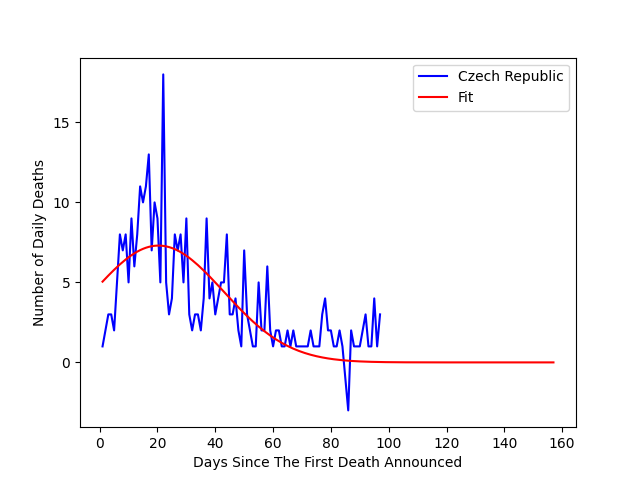 Czech Republic
Fit
15
10
5
0
Number of Daily Deaths
0 20 40 60 80 100 120 140 160
Days Since The First Death Announced